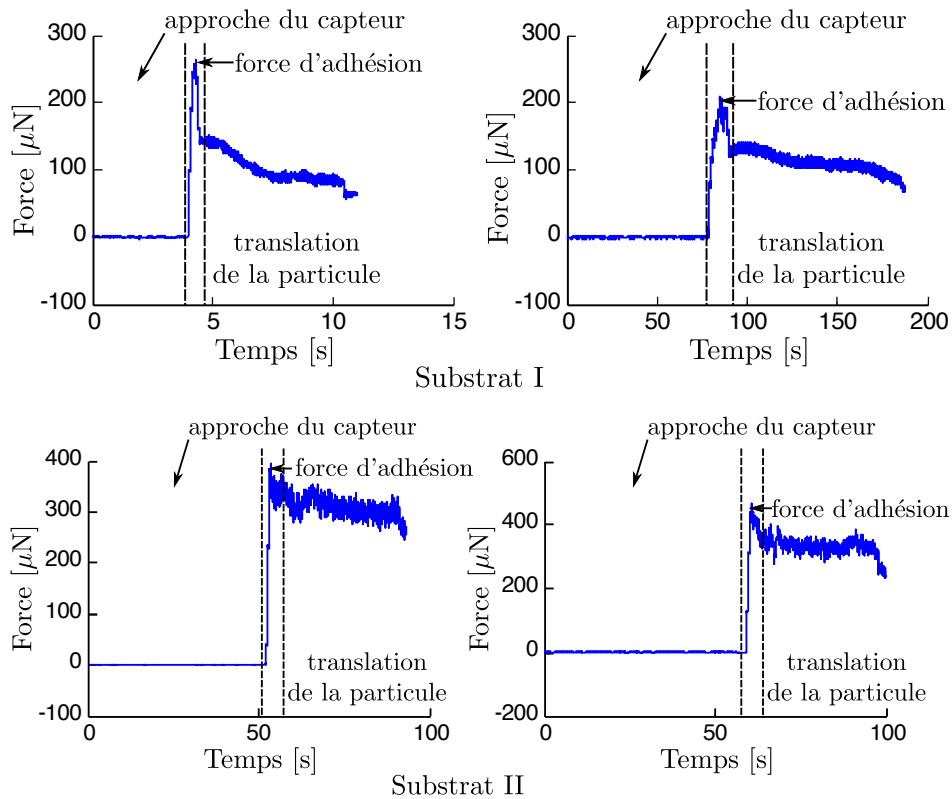 approche du capteur
300
200
100
0
-100
Force [µN]
force d'adhésion
translation
de la particule
0
5
10
15
Temps [s]
approche du capteur
300
200
100
0
-100
Force [µN]
force d'adhésion
translation
de la particule
0
50
100
150
200
Temps [s]
Substrat I
approche du capteur
400
300
200
100
0
-100
Force [µN]
force d'adhésion
translation
de la particule
0
50
100
Temps [s]
approche du capteur
600
400
200
0
-200
Force [µN]
force d'adhésion
translation
de la particule
0
50
100
Temps [s]
Substrat II